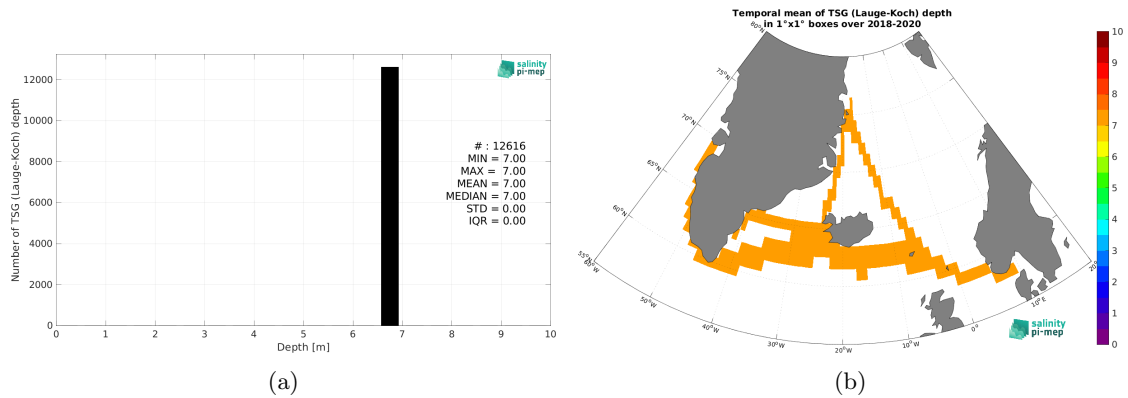 Number of TSG (Lauge-Koch) depth
12000
10000
8000
6000
4000
2000
0
0 1 2 3 4 5 6 7 8 9 10
Depth [m]
salinity
pi-mep
# : 12616
MIN = 7.00
MAX = 7.00
MEAN = 7.00
MEDIAN = 7.00
STD = 0.00
IQR = 0.00
(a)
Temporal mean of TSG (Lauge-Koch) depth
in 1°x1° boxes over 2018-2020
80°N
75°N
70°N
65°N
60°N
55°N
60°W
50°W
40°W
30°W
20°W
10°W
0°
10°E
20°
salinity
pi-mep
10
9
8
7
6
5
4
3
2
1
0
(b)